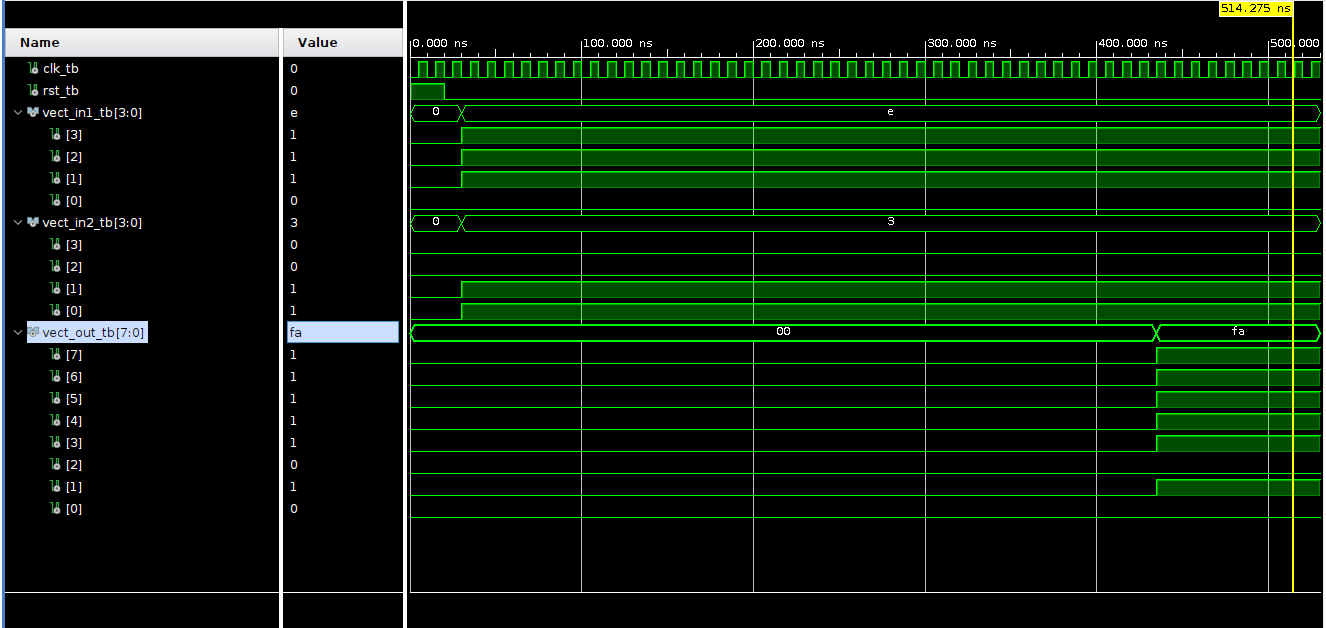 514.275 ns
Name Value
0.000 ns 100.000 ns 200.000 ns 300.000 ns 400.000 ns 500.000
clk_tb 0
rst_tb 0
vect_in1_tb[3:0] e 0 e
[3] 1
[2] 1
[1] 1
[0] 0
vect_in2_tb[3:0] 3 0 3
[3] 0
[2] 0
[1] 1
[0] 1
vect_out_tb[7:0] fa 00 fa
[7] 1
[6] 1
[5] 1
[4] 1
[3] 1
[2] 0
[1] 1
[0] 0